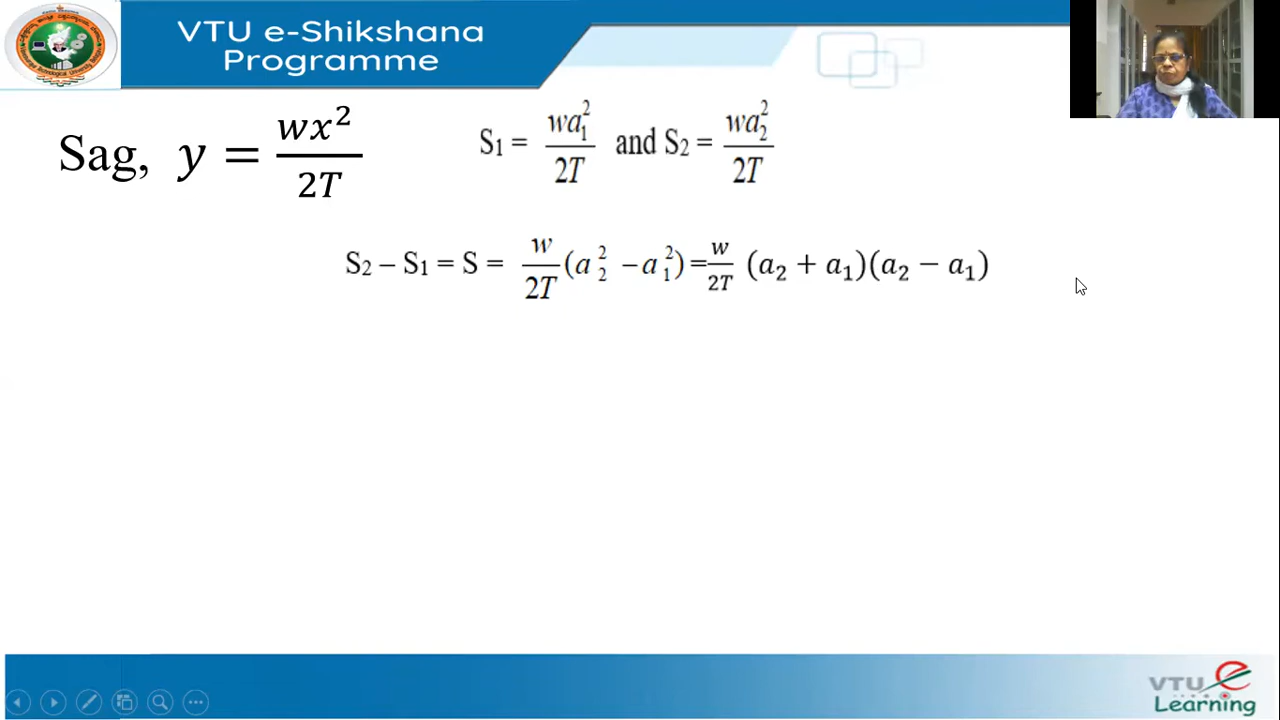 VTU e-Shikshana
Programme
Sag, y = wx²/2T
S₁ = wa₁²/2T and S₂ = wa₂²/2T
S₂ – S₁ = S = w/2T (a₂² – a₁²) = w/2T (a₂ + a₁)(a₂ − a₁)
VTU e
Learning